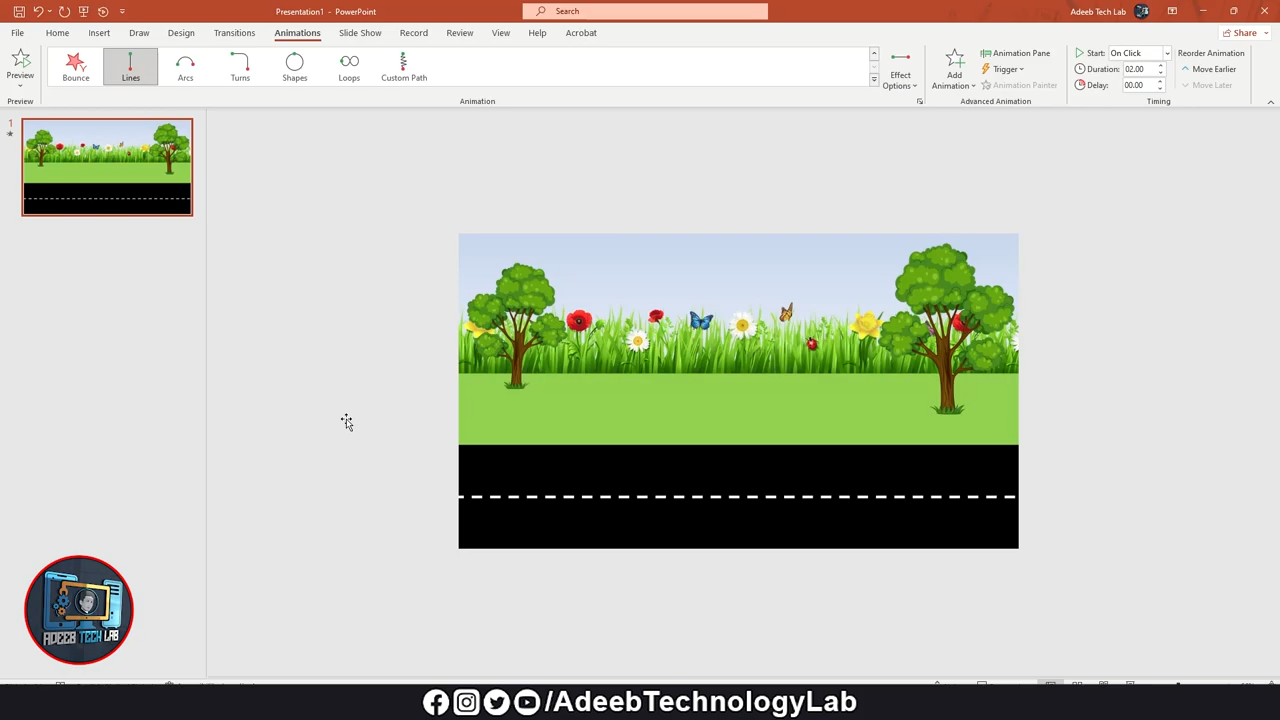 Presentation1 - PowerPoint
Search
Adeeb Tech Lab
File Home Insert Draw Design Transitions Animations Slide Show Record Review View Help Acrobat
Share
Preview
Bounce Lines Arcs Turns Shapes Loops Custom Path
Effect Options
Add Animation
Animation Pane
Trigger
Animation Painter
Start: On Click
Duration: 02.00
Delay: 00.00
Reorder Animation
Move Earlier
Move Later
Preview Animation Advanced Animation Timing
1
ADEEB TECH LAB
/AdeebTechnologyLab